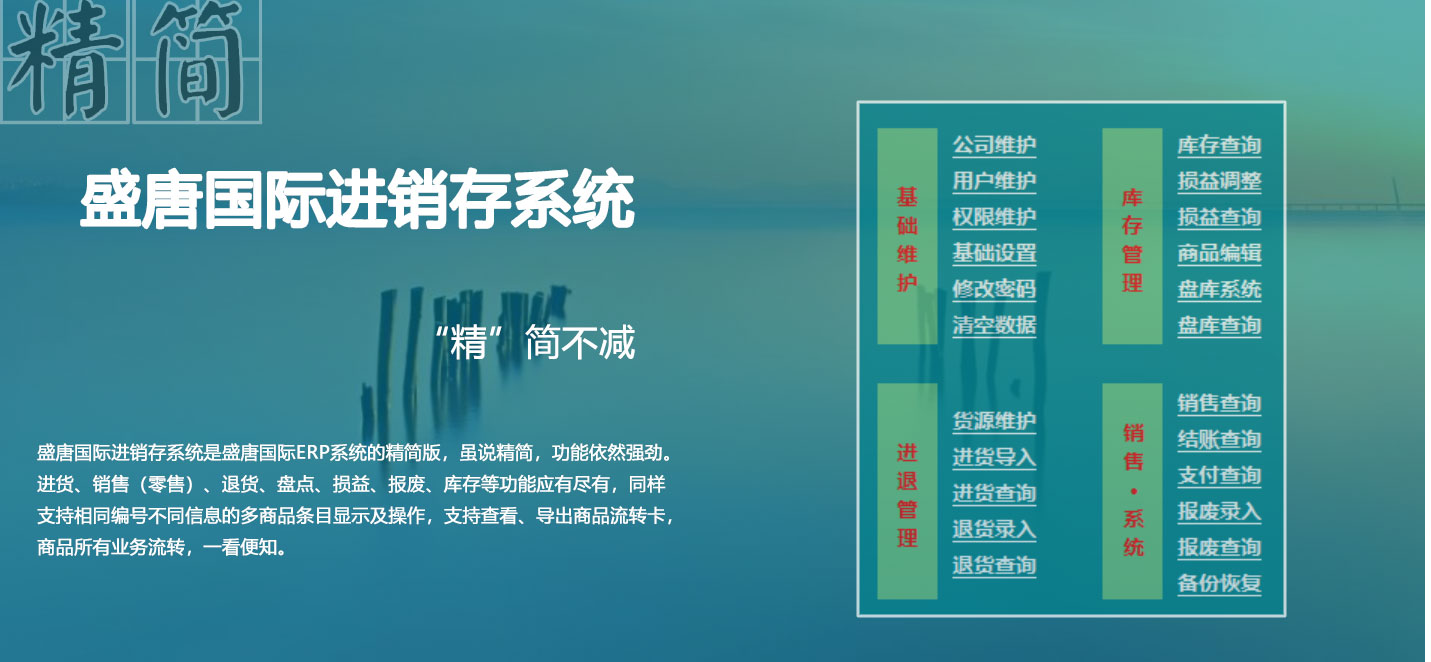 精简
盛唐国际进销存系统
“精”简不减
盛唐国际进销存系统是盛唐国际ERP系统的精简版，虽说精简，功能依然强劲。
进货、销售（零售）、退货、盘点、损益、报废、库存等功能应有尽有，同样
支持相同编号不同信息的多商品条目显示及操作，支持查看、导出商品流转卡，
商品所有业务流转，一看便知。
基础维护
公司维护
用户维护
权限维护
基础设置
修改密码
清空数据
库存管理
库存查询
损益调整
损益查询
商品编辑
盘库系统
盘库查询
进退管理
货源维护
进货导入
进货查询
退货录入
退货查询
销售·系统
销售查询
结账查询
支付查询
报废录入
报废查询
备份恢复